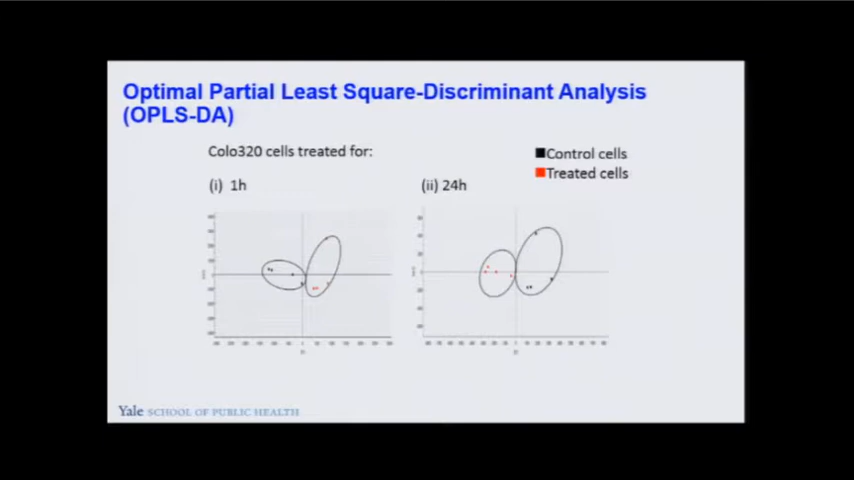 Optimal Partial Least Square-Discriminant Analysis
(OPLS-DA)
Colo320 cells treated for:
Control cells
Treated cells
(i) 1h
(ii) 24h
Yale SCHOOL OF PUBLIC HEALTH